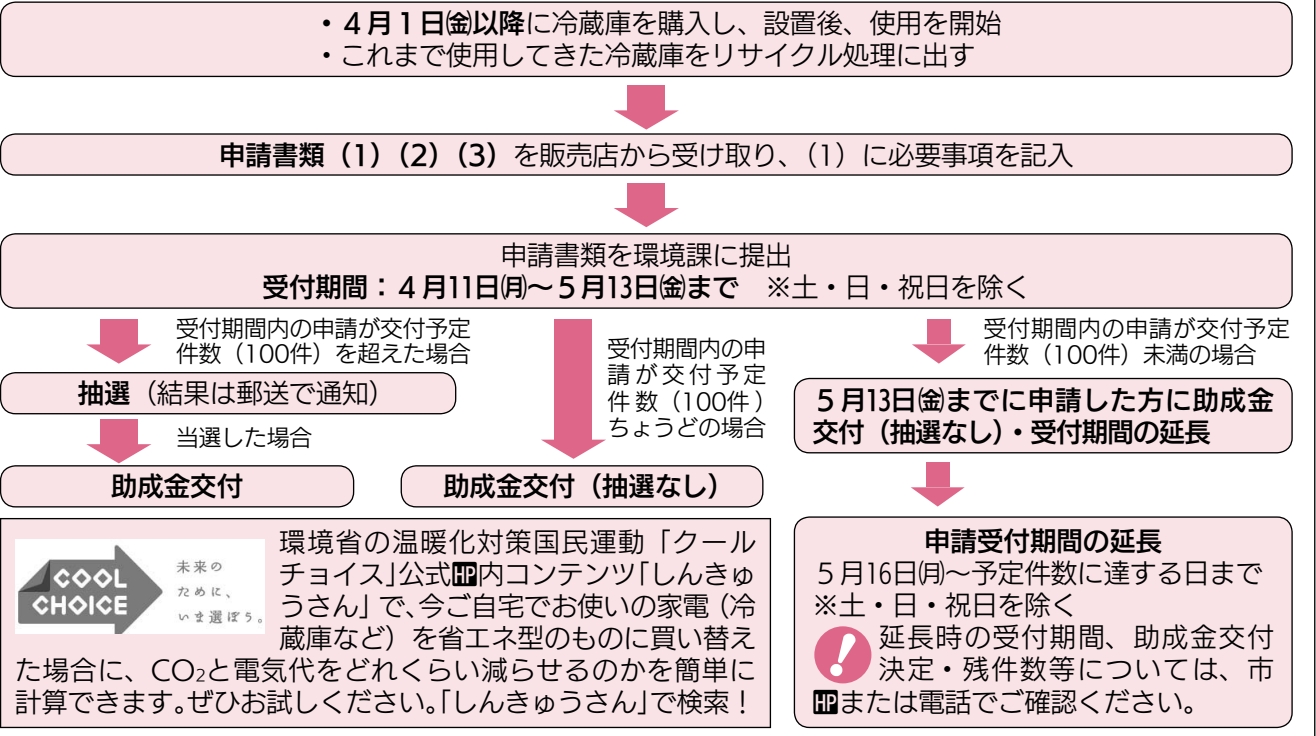 ・４月１日㈮以降に冷蔵庫を購入し、設置後、使用を開始
・これまで使用してきた冷蔵庫をリサイクル処理に出す
申請書類（1）（2）（3）を販売店から受け取り、（1）に必要事項を記入
申請書類を環境課に提出
受付期間：４月11日㈪～５月13日㈮まで　※土・日・祝日を除く
受付期間内の申請が交付予定
件数（100件）を超えた場合
抽選（結果は郵送で通知）
当選した場合
助成金交付
受付期間内の申
請が交付予定
件数（100件）
ちょうどの場合
助成金交付（抽選なし）
受付期間内の申請が交付予定
件数（100件）未満の場合
５月13日㈮までに申請した方に助成金
交付（抽選なし）・受付期間の延長
申請受付期間の延長
５月16日㈪～予定件数に達する日まで
※土・日・祝日を除く
延長時の受付期間、助成金交付
決定・残件数等については、市
HPまたは電話でご確認ください。
COOL
CHOICE
未来の
ために、
いま選ぼう。
環境省の温暖化対策国民運動「クール
チョイス」公式HP内コンテンツ「しんきゅ
うさん」で、今ご自宅でお使いの家電（冷
蔵庫など）を省エネ型のものに買い替え
た場合に、CO₂と電気代をどれくらい減らせるのかを簡単に
計算できます。ぜひお試しください。「しんきゅうさん」で検索！